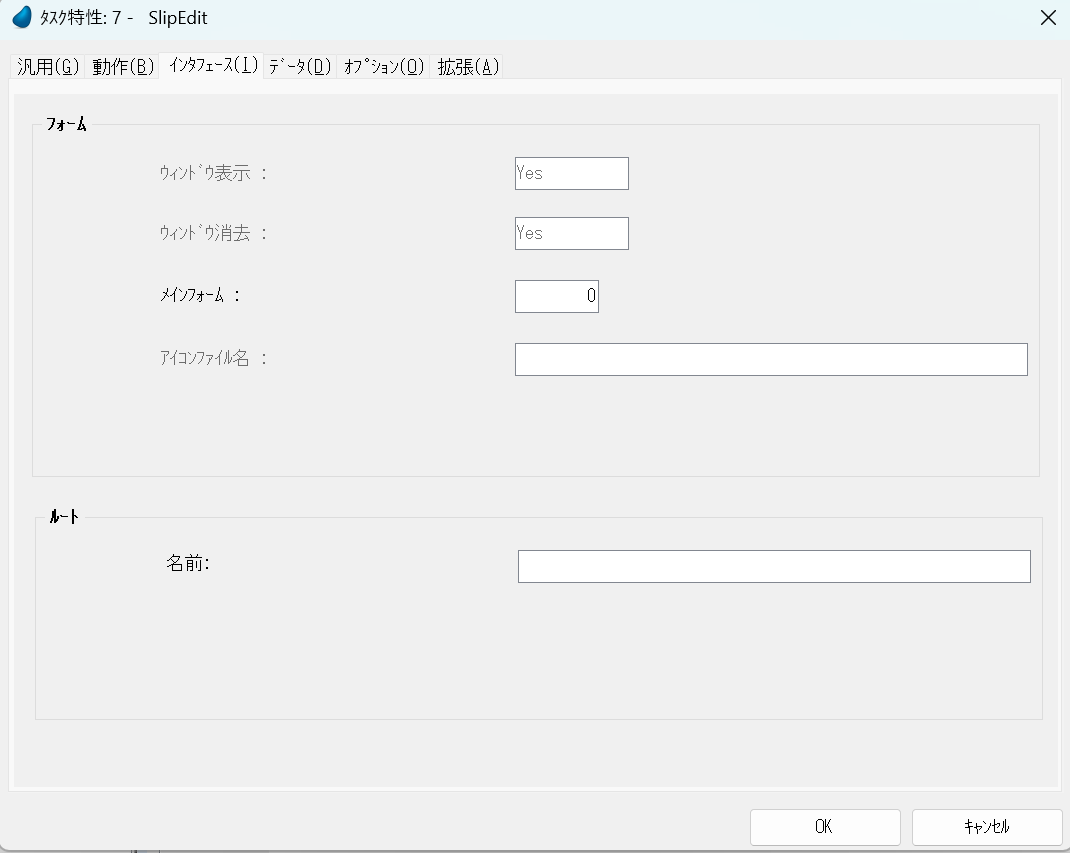 ﾀｽｸ特性: 7 -   SlipEdit
汎用(G) 動作(B) ｲﾝﾀﾌｪｰｽ(I) ﾃﾞｰﾀ(D) ｵﾌﾟｼｮﾝ(O) 拡張(A)
ﾌｫｰﾑ
ｳｨﾝﾄﾞｳ表示 : Yes
ｳｨﾝﾄﾞｳ消去 : Yes
ﾒｲﾝﾌｫｰﾑ : 0
ｱｲｺﾝﾌｧｲﾙ名 :
ﾙｰﾄ
名前:
OK ｷｬﾝｾﾙ